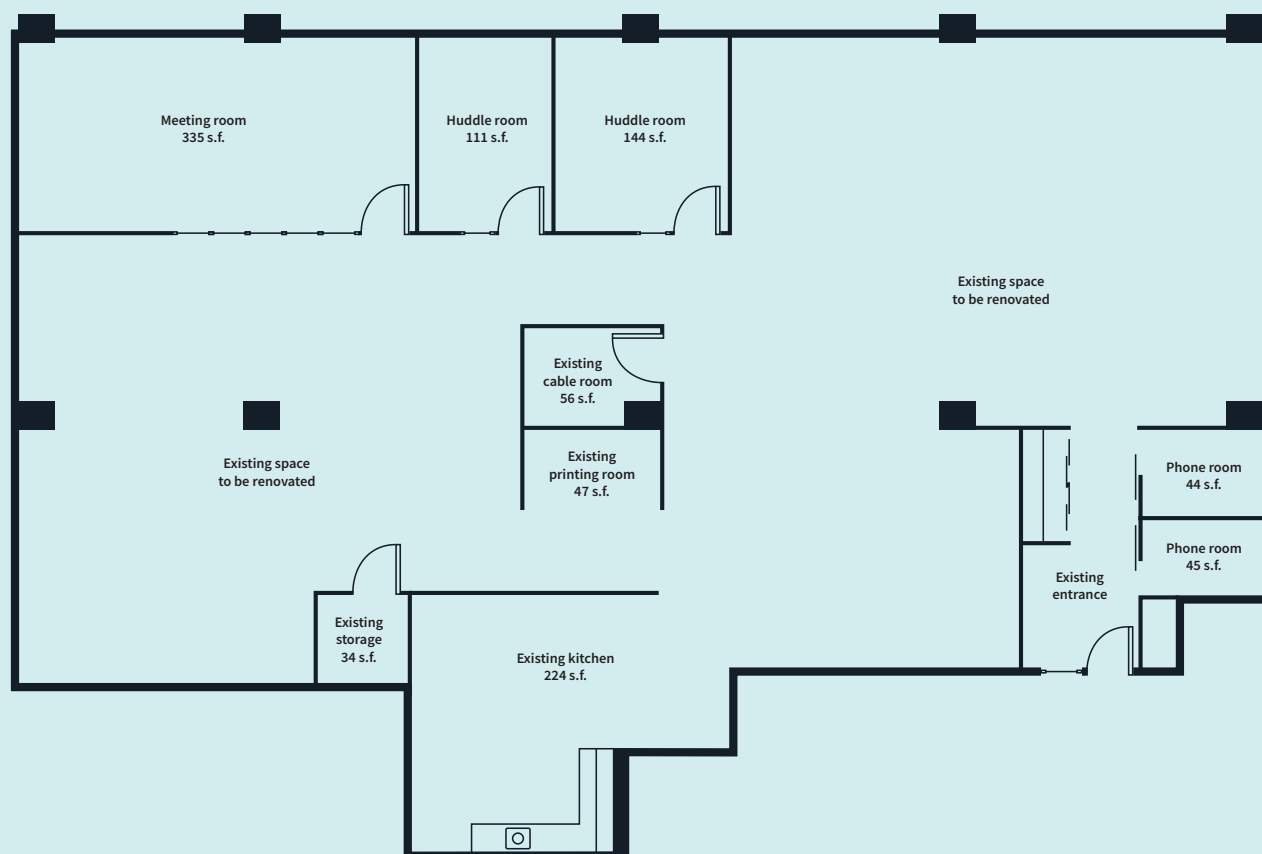 Meeting room
335 s.f.
Huddle room
111 s.f.
Huddle room
144 s.f.
Existing space
to be renovated
Existing
cable room
56 s.f.
Existing space
to be renovated
Existing
printing room
47 s.f.
Phone room
44 s.f.
Phone room
45 s.f.
Existing
entrance
Existing
storage
34 s.f.
Existing kitchen
224 s.f.